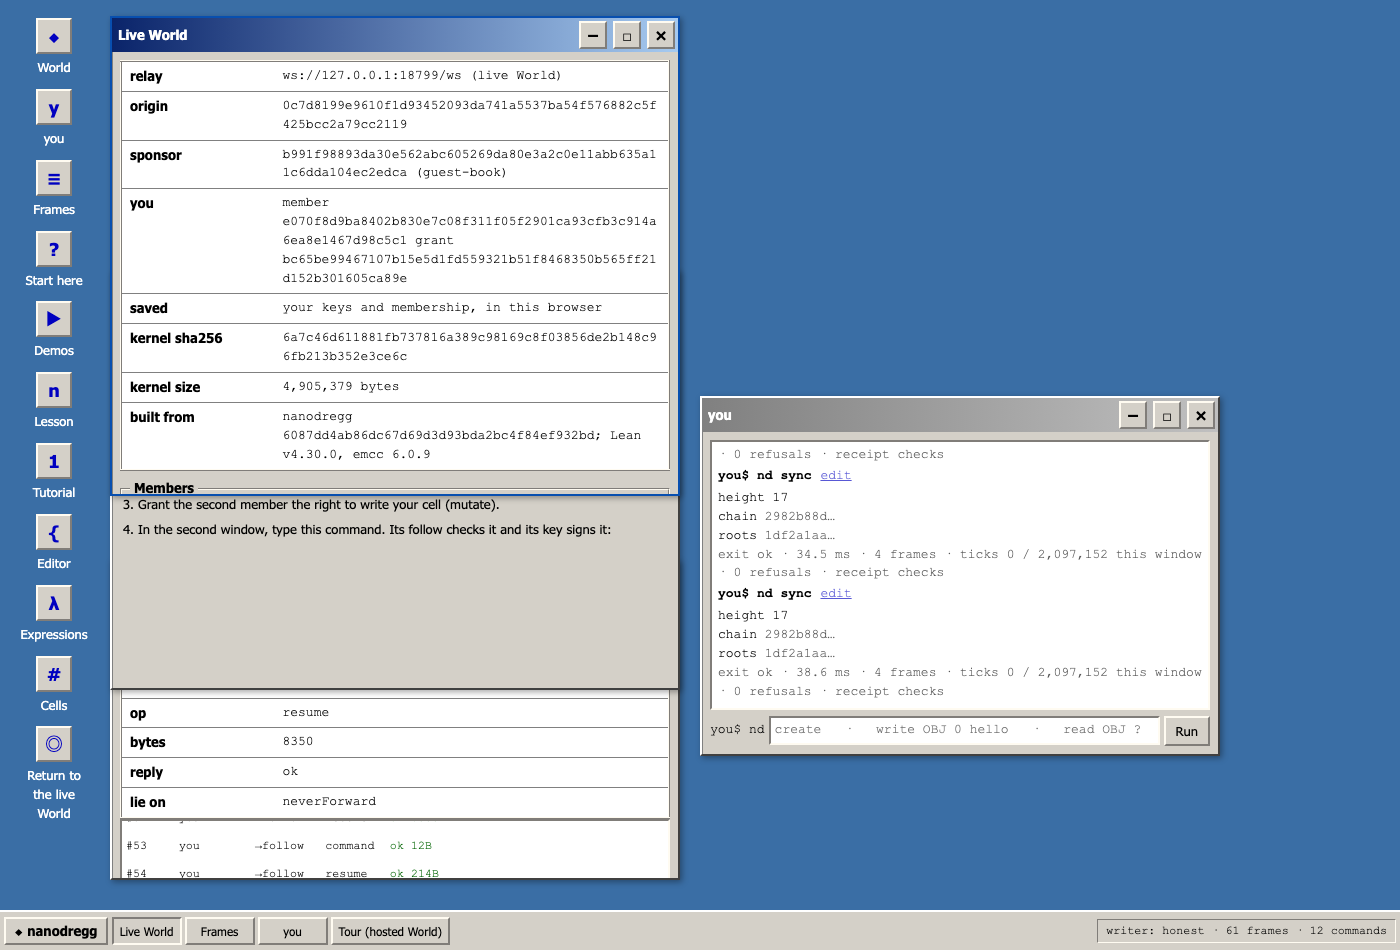 World
you
Frames
?
Start here
Demos
n
Lesson
1
Tutorial
{
Editor
λ
Expressions
#
Cells
Return to
the live
World
y
Live World
relay ws://127.0.0.1:18799/ws (live World)
origin 0c7d8199e9610f1d93452093da741a5537ba54f576882c5f
425bcc2a79cc2119
sponsor b991f98893da30e562abc605269da80e3a2c0e11abb635a1
1c6dda104ec2edca (guest-book)
you member
e070f8d9ba8402b830e7c08f311f05f2901ca93cfb3c914a
6ea8e1467d98c5c1 grant
bc65be99467107b15e5d1fd559321b51f8468350b565ff21
d152b301605ca89e
saved your keys and membership, in this browser
kernel sha256 6a7c46d611881fb737816a389c98169c8f03856de2b148c9
6fb213b352e3ce6c
kernel size 4,905,379 bytes
built from nanodregg
6087dd4ab86dc67d69d3d93bda2bc4f84ef932bd; Lean
v4.30.0, emcc 6.0.9
Members
3. Grant the second member the right to write your cell (mutate).
4. In the second window, type this command. Its follow checks it and its key signs it:
op resume
bytes 8350
reply ok
lie on neverForward
#53 you →follow command ok 12B
#54 you →follow resume ok 214B
you
· 0 refusals · receipt checks
you$ nd sync edit
height 17
chain 2982b88d…
roots 1df2a1aa…
exit ok · 34.5 ms · 4 frames · ticks 0 / 2,097,152 this window
· 0 refusals · receipt checks
you$ nd sync edit
height 17
chain 2982b88d…
roots 1df2a1aa…
exit ok · 38.6 ms · 4 frames · ticks 0 / 2,097,152 this window
· 0 refusals · receipt checks
you$ nd create · write OBJ 0 hello · read OBJ ? Run
◆ nanodregg Live World Frames you Tour (hosted World) writer: honest · 61 frames · 12 commands